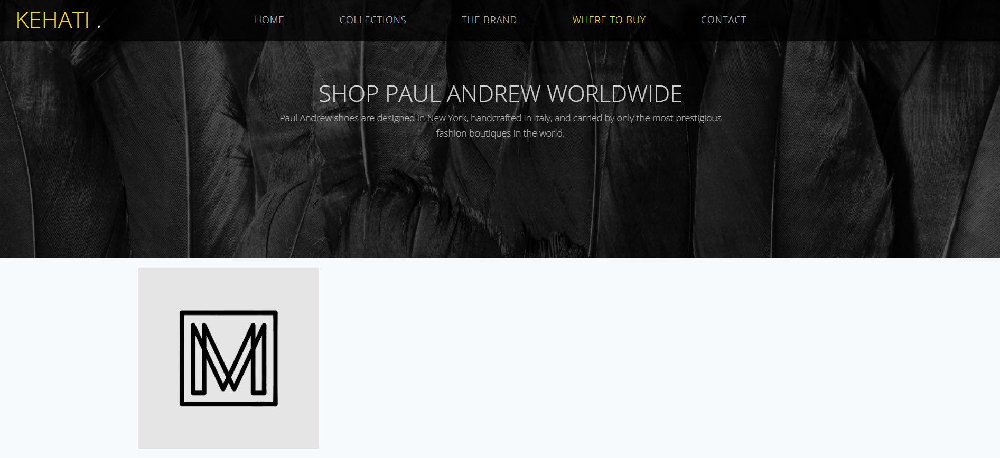 KEHATI .
HOME COLLECTIONS THE BRAND WHERE TO BUY CONTACT
SHOP PAUL ANDREW WORLDWIDE
Paul Andrew shoes are designed in New York, handcrafted in Italy, and carried by only the most prestigious
fashion boutiques in the world.
M